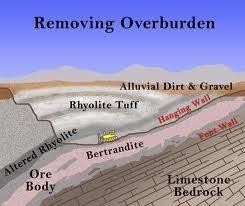 Removing Overburden
Alluvial Dirt & Gravel
Rhyolite Tuff
Hanging Wall
Altered Rhyolite
Bertrandite
Foot Wall
Ore
Body
Limestone
Bedrock